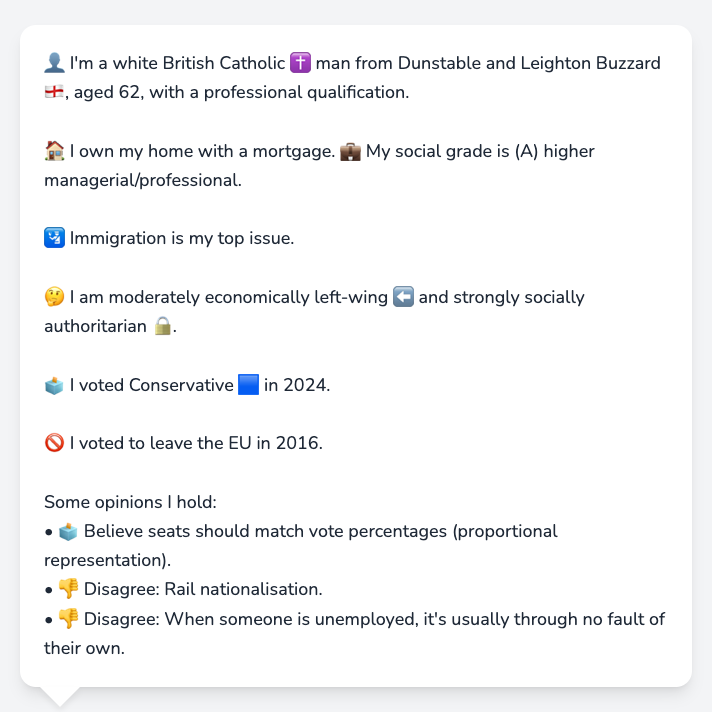 👤 I'm a white British Catholic ✝️ man from Dunstable and Leighton Buzzard
🏴󠁧󠁢󠁥󠁮󠁧󠁿, aged 62, with a professional qualification.
🏠 I own my home with a mortgage. 💼 My social grade is (A) higher
managerial/professional.
🛂 Immigration is my top issue.
🤔 I am moderately economically left-wing ⬅️ and strongly socially
authoritarian 🔒.
🗳️ I voted Conservative 🟦 in 2024.
🚫 I voted to leave the EU in 2016.
Some opinions I hold:
• 🗳️ Believe seats should match vote percentages (proportional
representation).
• 👎 Disagree: Rail nationalisation.
• 👎 Disagree: When someone is unemployed, it's usually through no fault of
their own.